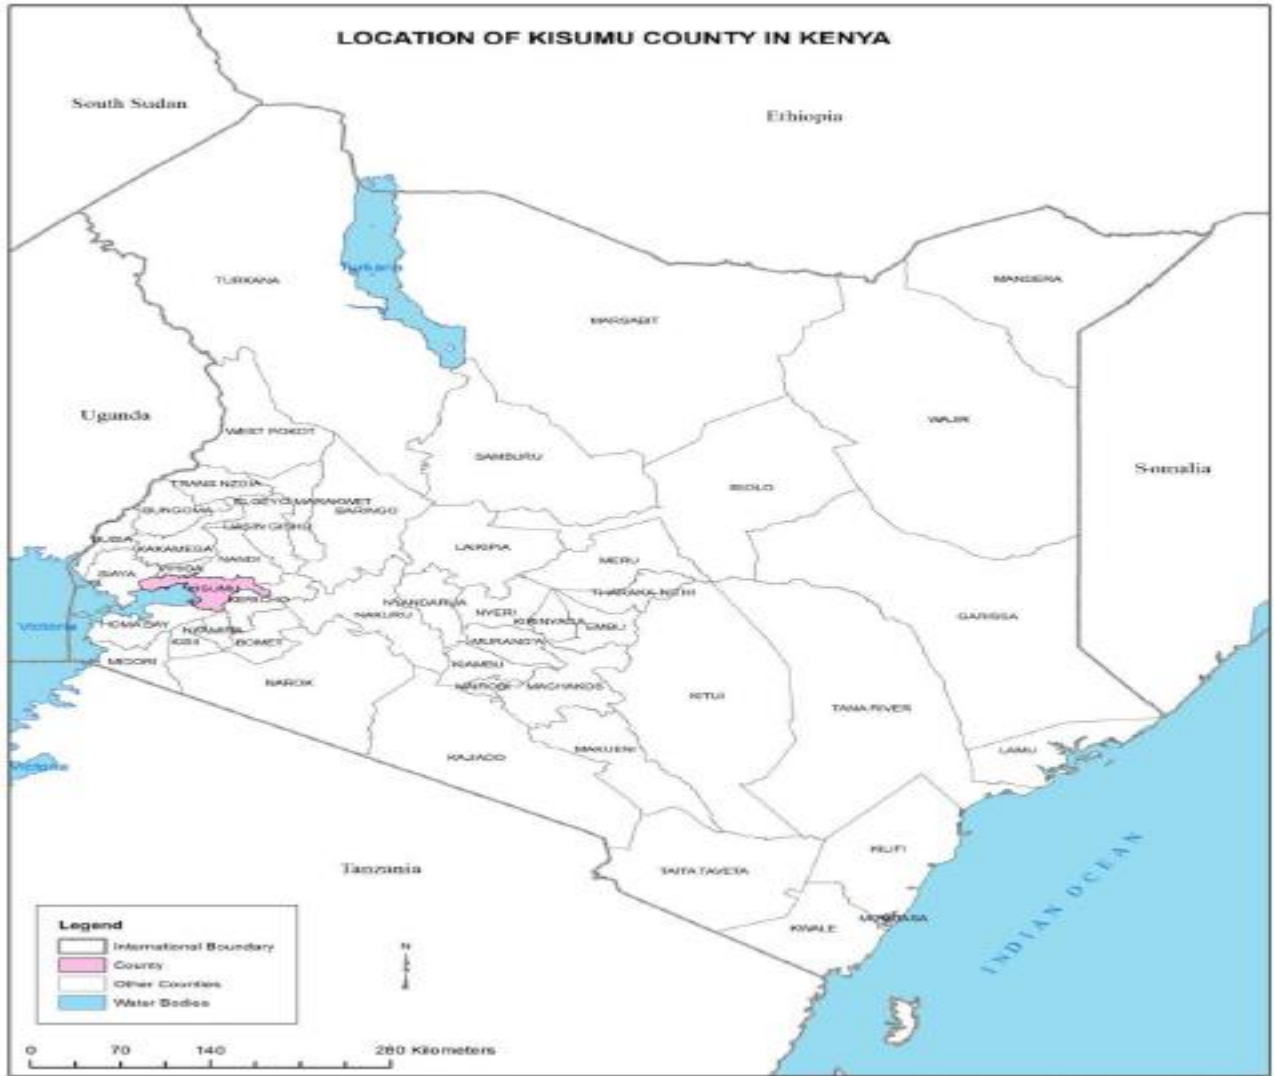 LOCATION OF KISUMU COUNTY IN KENYA
South Sudan
Ethiopia
Turkana
TURKANA
MANDERA
MARSABIT
Uganda
WAJIR
WEST POKOT
SAMBURU
Somalia
TRANS NZOIA
ISIOLO
ELGEYO MARAKWET
BUNGOMA
BARINGO
UASIN GISHU
BUSIA
KAKAMEGA
LAIKIPIA
NANDI
MERU
VIHIGA
SIAYA
KISUMU
THARAKA-NITHI
KERICHO
NYANDARUA
NYERI
NAKURU
GARISSA
KIRINYAGA
Victoria
HOMA BAY
EMBU
NYAMIRA
KISII
BOMET
MURANG'A
MIGORI
KIAMBU
NAROK
NAIROBI
MACHAKOS
KITUI
TANA RIVER
MAKUENI
LAMU
KAJIADO
Victoria
KILIFI
Tanzania
TAITA TAVETA
INDIAN OCEAN
MOMBASA
KWALE
Legend
International Boundary
County
Other Counties
Water Bodies
N
0 70 140 280 Kilometers